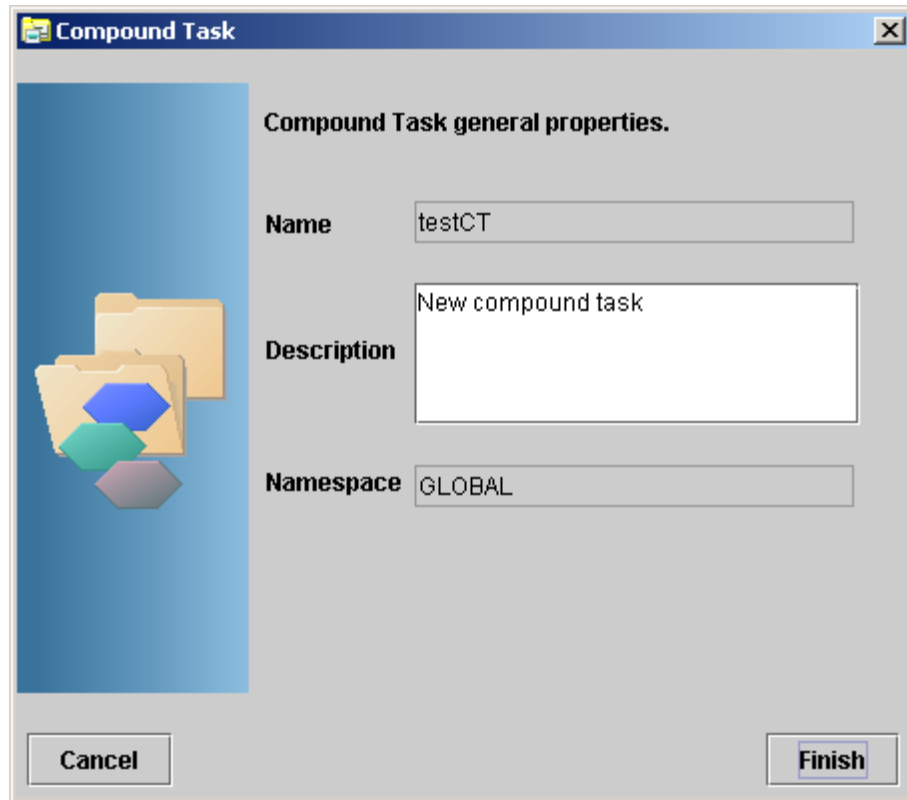 Compound Task
Compound Task general properties.
Name testCT
Description New compound task
Namespace GLOBAL
Cancel Finish